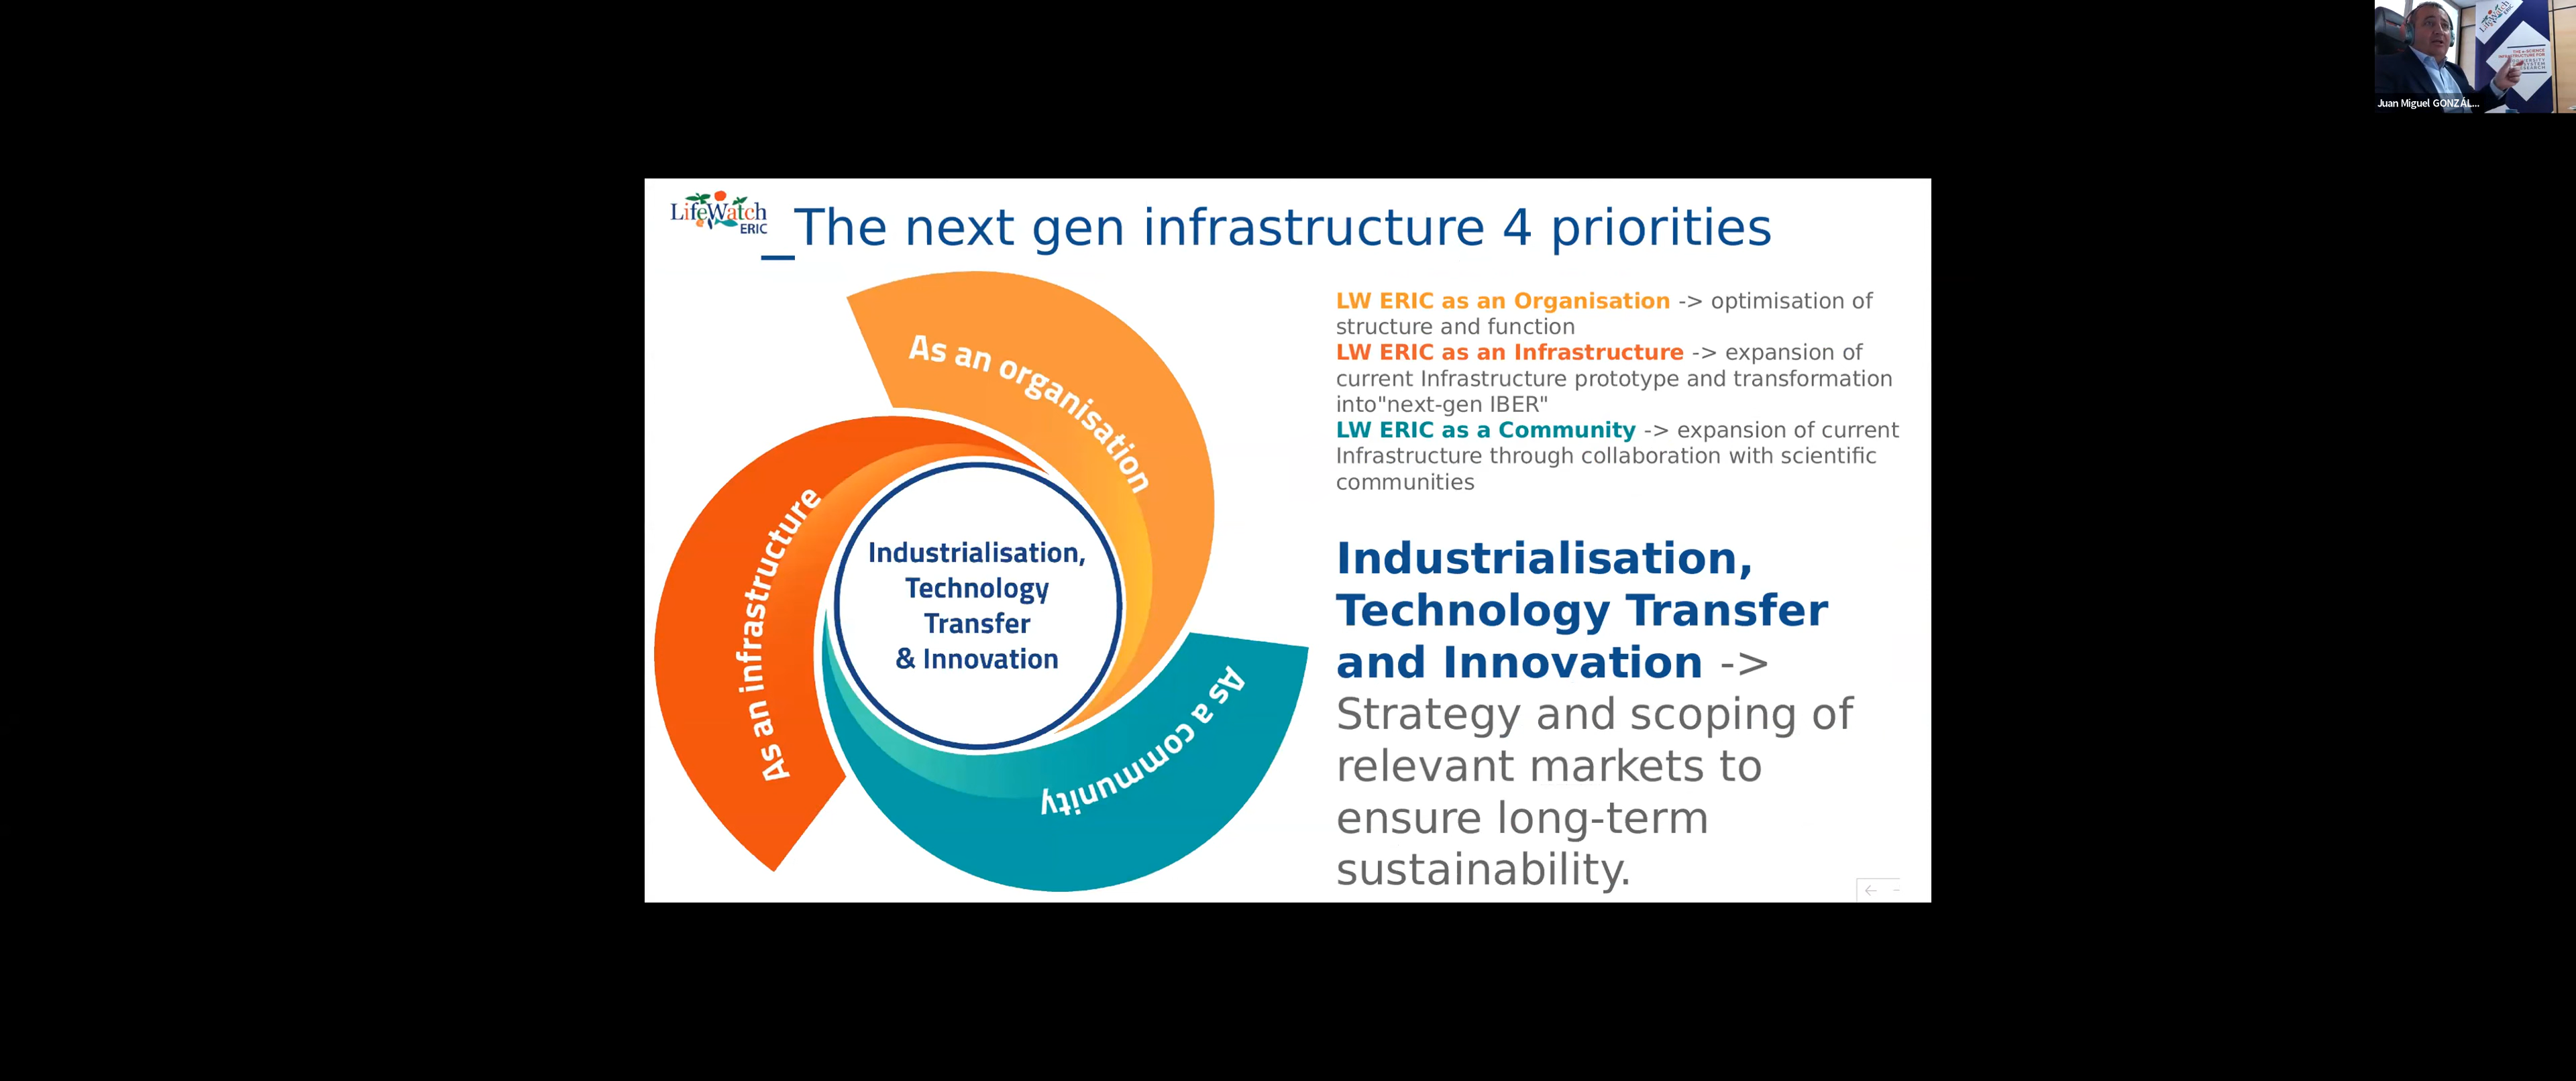 Juan Miguel GONZÁL...
LifeWatch
ERIC
_The next gen infrastructure 4 priorities
As an organisation
As an infrastructure
As a community
Industrialisation,
Technology
Transfer
& Innovation
LW ERIC as an Organisation -> optimisation of
structure and function
LW ERIC as an Infrastructure -> expansion of
current Infrastructure prototype and transformation
into"next-gen IBER"
LW ERIC as a Community -> expansion of current
Infrastructure through collaboration with scientific
communities
Industrialisation,
Technology Transfer
and Innovation ->
Strategy and scoping of
relevant markets to
ensure long-term
sustainability.